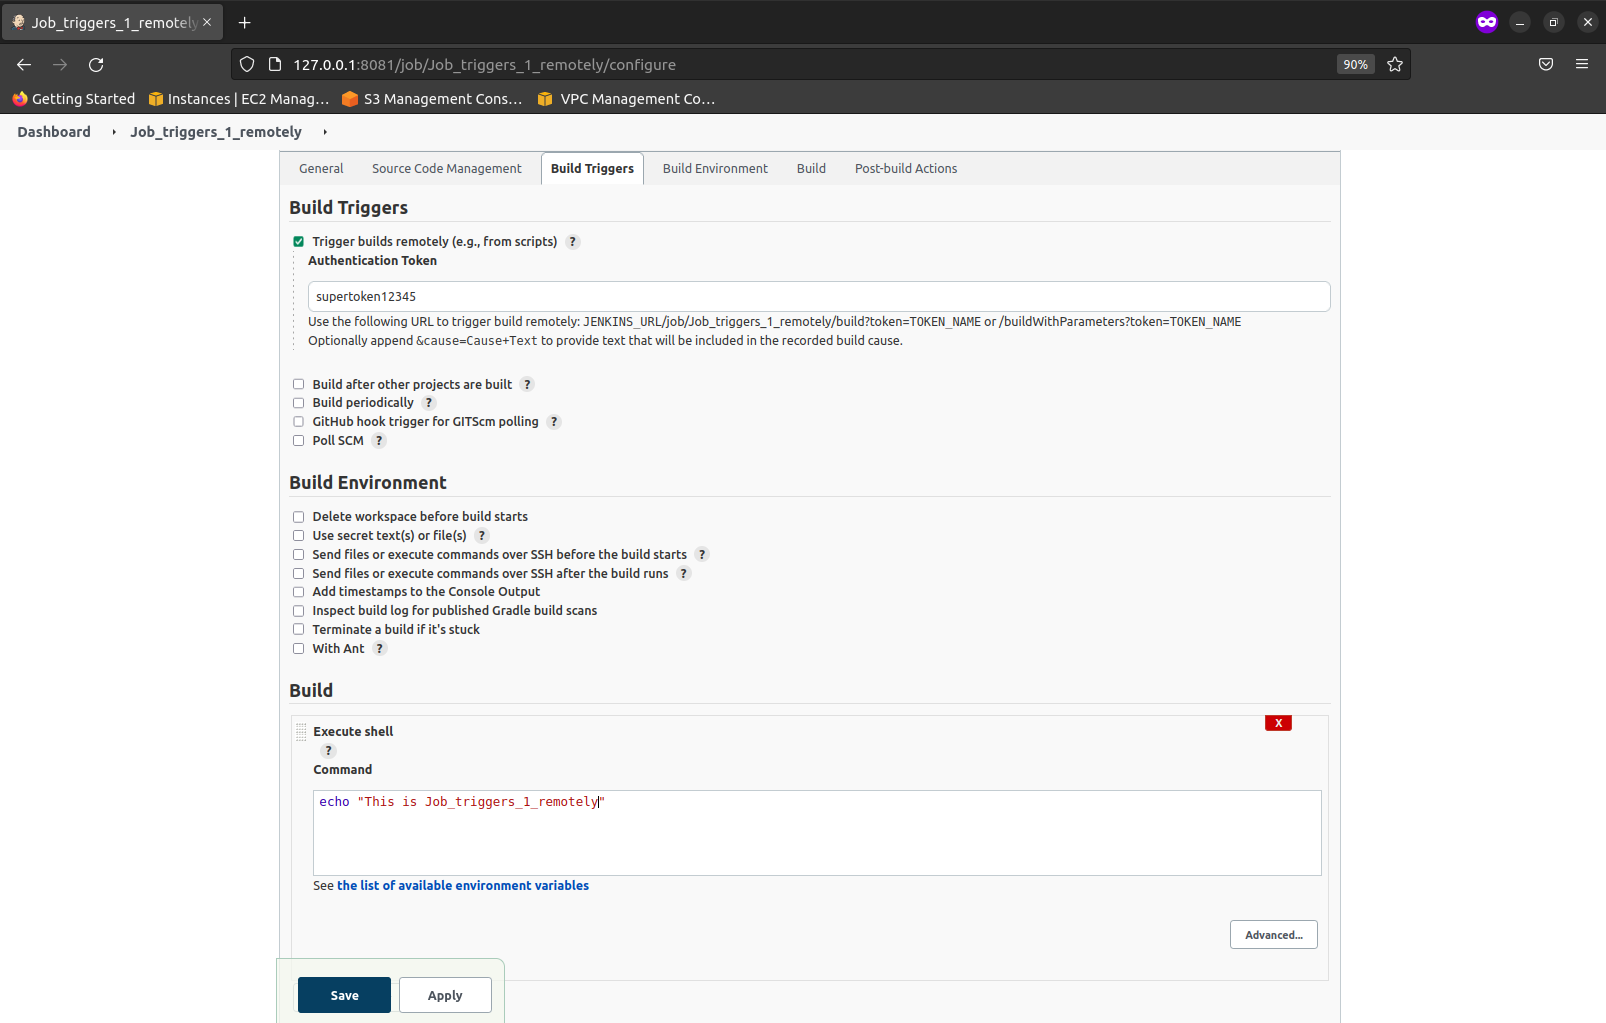 Job_triggers_1_remotely
127.0.0.1:8081/job/Job_triggers_1_remotely/configure
90%
Getting Started
Instances | EC2 Manag…
S3 Management Cons…
VPC Management Co…
Dashboard
Job_triggers_1_remotely
General
Source Code Management
Build Triggers
Build Environment
Build
Post-build Actions
Build Triggers
Trigger builds remotely (e.g., from scripts) ?
Authentication Token
supertoken12345
Use the following URL to trigger build remotely: JENKINS_URL/job/Job_triggers_1_remotely/build?token=TOKEN_NAME or /buildWithParameters?token=TOKEN_NAME
Optionally append &cause=Cause+Text to provide text that will be included in the recorded build cause.
Build after other projects are built ?
Build periodically ?
GitHub hook trigger for GITScm polling ?
Poll SCM ?
Build Environment
Delete workspace before build starts
Use secret text(s) or file(s) ?
Send files or execute commands over SSH before the build starts ?
Send files or execute commands over SSH after the build runs ?
Add timestamps to the Console Output
Inspect build log for published Gradle build scans
Terminate a build if it's stuck
With Ant ?
Build
X
Execute shell
?
Command
echo "This is Job_triggers_1_remotely"
See the list of available environment variables
Advanced...
Save
Apply